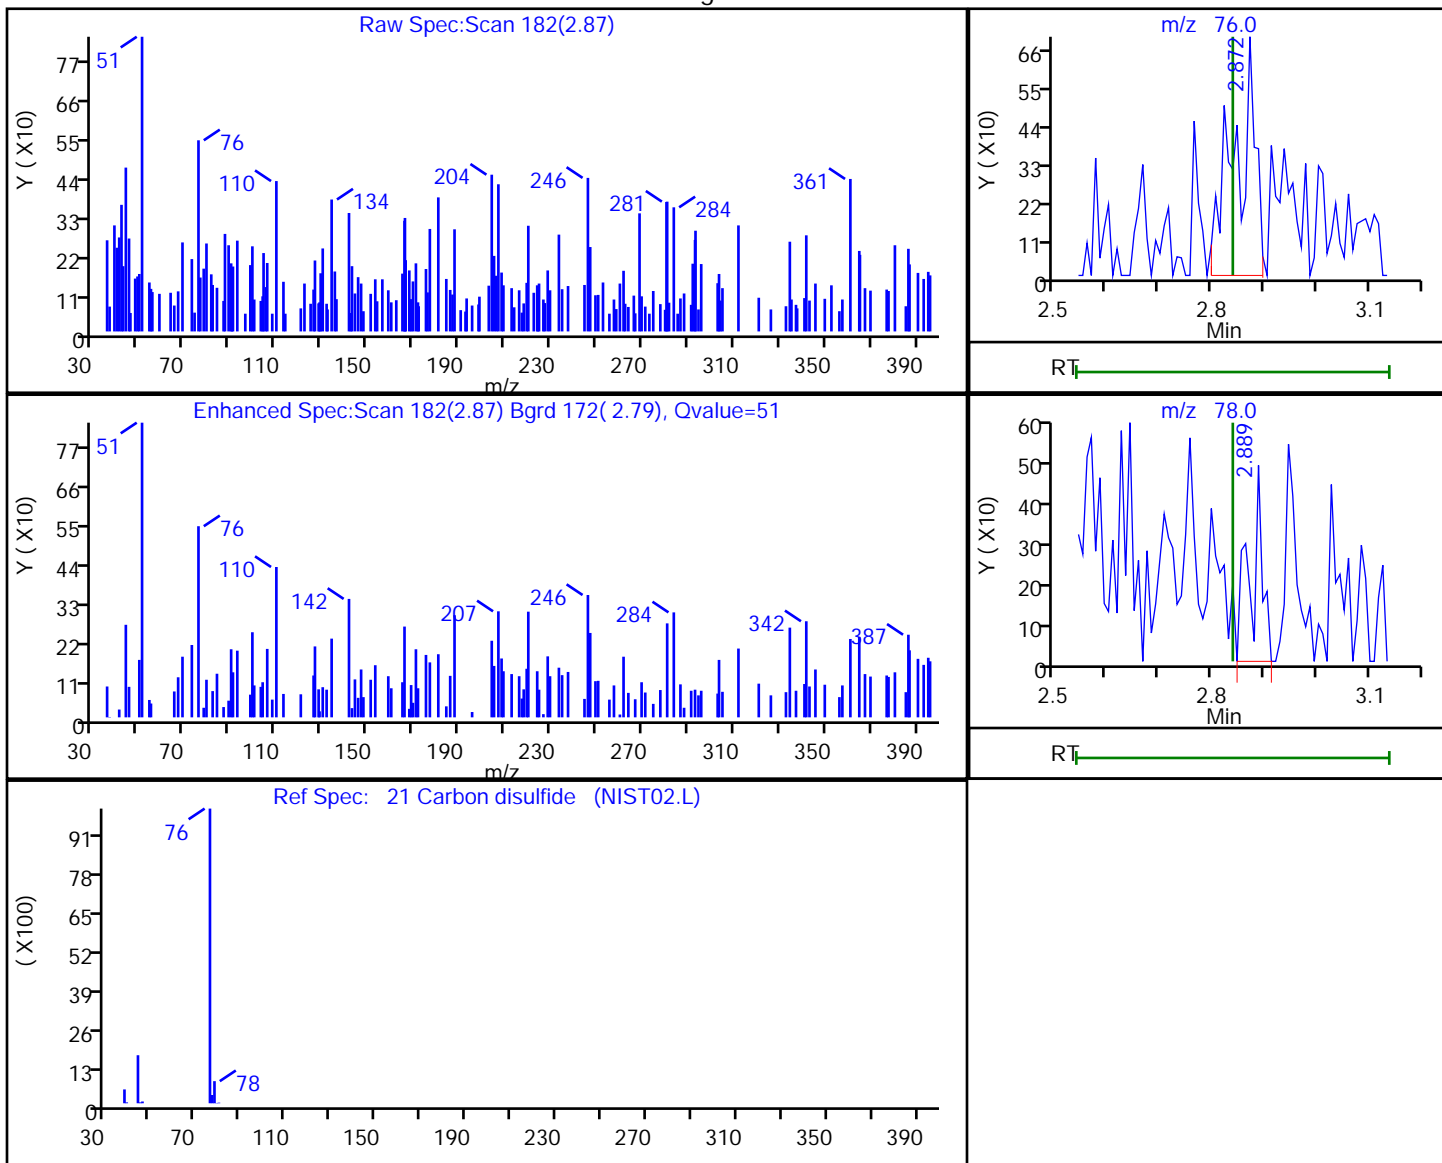 Raw Spec:Scan 182(2.87)
Y ( X10)
77
66
55
44
33
22
11
0
51
76
110
134
204
246
281
284
361
30 70 110 150 190 230 270 310 350 390
m/z
m/z 76.0
Y ( X10)
66
55
44
33
22
11
0
2.872
2.5 2.8 3.1
Min
RT
Enhanced Spec:Scan 182(2.87) Bgrd 172( 2.79), Qvalue=51
Y ( X10)
77
66
55
44
33
22
11
0
51
76
110
142
207
246
284
342
387
30 70 110 150 190 230 270 310 350 390
m/z
m/z 78.0
Y ( X10)
60
50
40
30
20
10
0
2.889
2.5 2.8 3.1
Min
RT
Ref Spec: 21 Carbon disulfide (NIST02.L)
( X100)
91
78
65
52
39
26
13
0
76
78
30 70 110 150 190 230 270 310 350 390